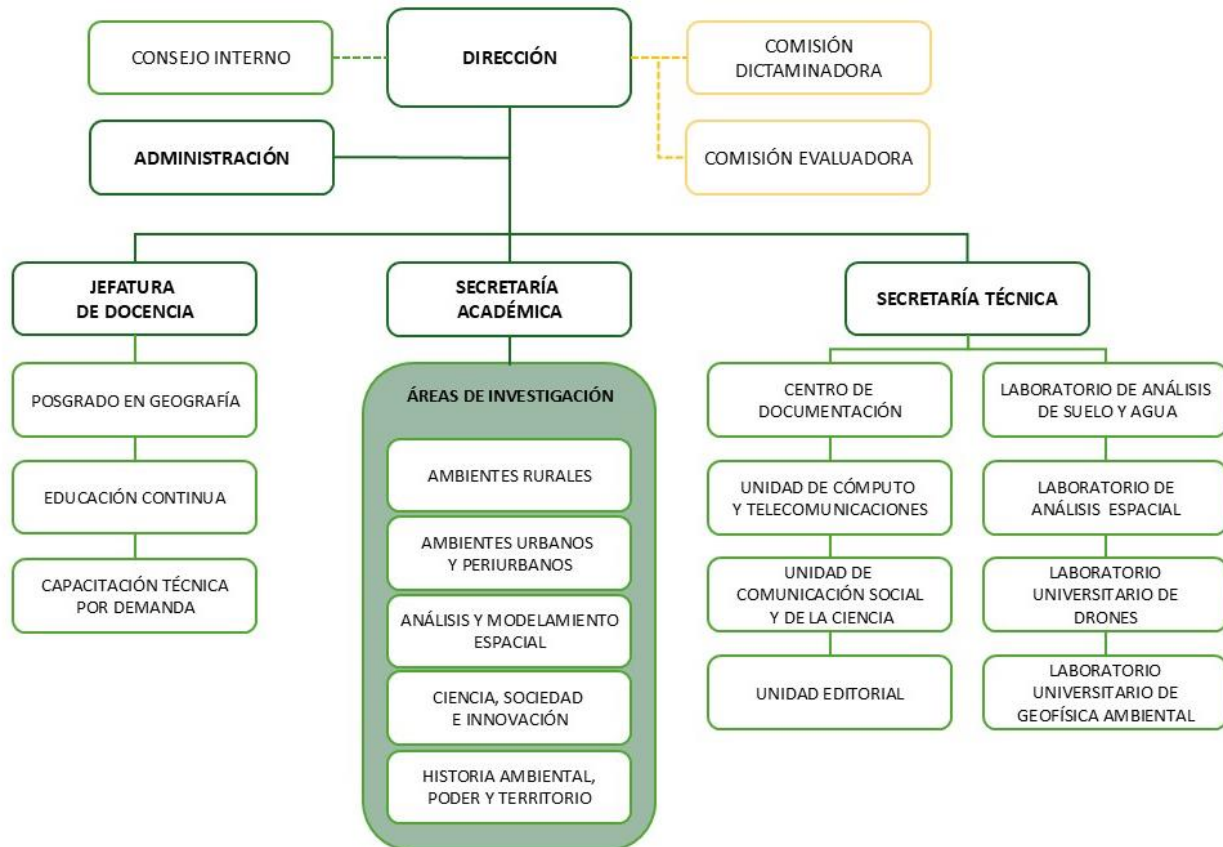 CONSEJO INTERNO
DIRECCIÓN
COMISIÓN
DICTAMINADORA
ADMINISTRACIÓN
COMISIÓN EVALUADORA
JEFATURA
DE DOCENCIA
SECRETARÍA
ACADÉMICA
SECRETARÍA TÉCNICA
POSGRADO EN GEOGRAFÍA
EDUCACIÓN CONTINUA
CAPACITACIÓN TÉCNICA
POR DEMANDA
ÁREAS DE INVESTIGACIÓN
AMBIENTES RURALES
AMBIENTES URBANOS
Y PERIURBANOS
ANÁLISIS Y MODELAMIENTO
ESPACIAL
CIENCIA, SOCIEDAD
E INNOVACIÓN
HISTORIA AMBIENTAL,
PODER Y TERRITORIO
CENTRO DE
DOCUMENTACIÓN
UNIDAD DE CÓMPUTO
Y TELECOMUNICACIONES
UNIDAD DE
COMUNICACIÓN SOCIAL
Y DE LA CIENCIA
UNIDAD EDITORIAL
LABORATORIO DE ANÁLISIS
DE SUELO Y AGUA
LABORATORIO DE
ANÁLISIS ESPACIAL
LABORATORIO
UNIVERSITARIO DE
DRONES
LABORATORIO
UNIVERSITARIO DE
GEOFÍSICA AMBIENTAL